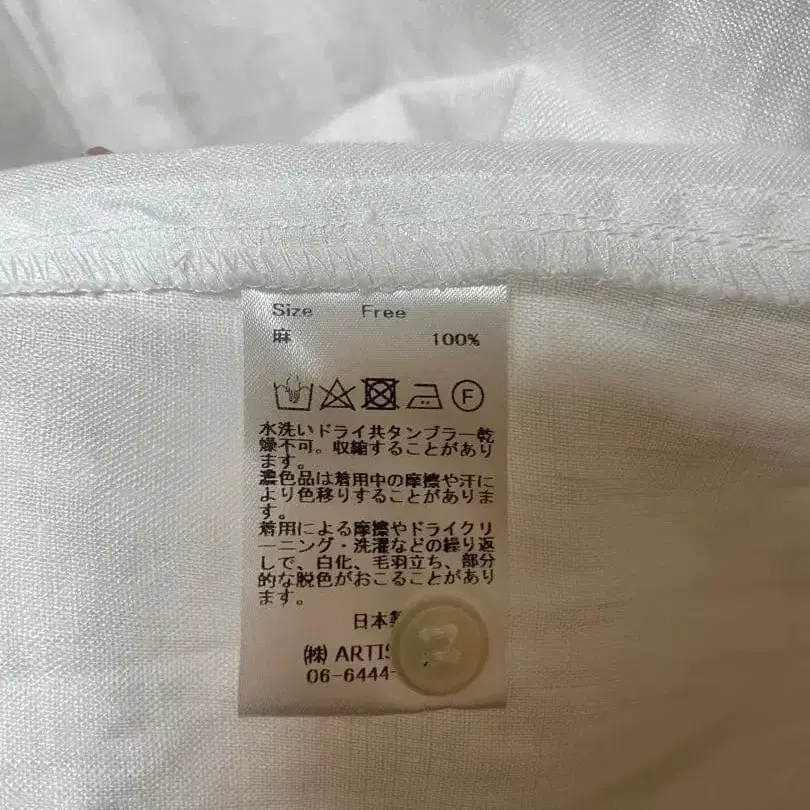 Size Free
麻 100%
F
水洗いドライ共タンブラー乾
燥不可。収縮することがあり
ます。
濃色品は着用中の摩擦や汗に
より色移りすることがありま
す。
着用による摩擦やドライクリ
ーニング・洗濯などの繰り返
しで、白化、毛羽立ち、部分
的な脱色がおこることがあり
ます。
日本製
㈱ ARTIS
06-6444-